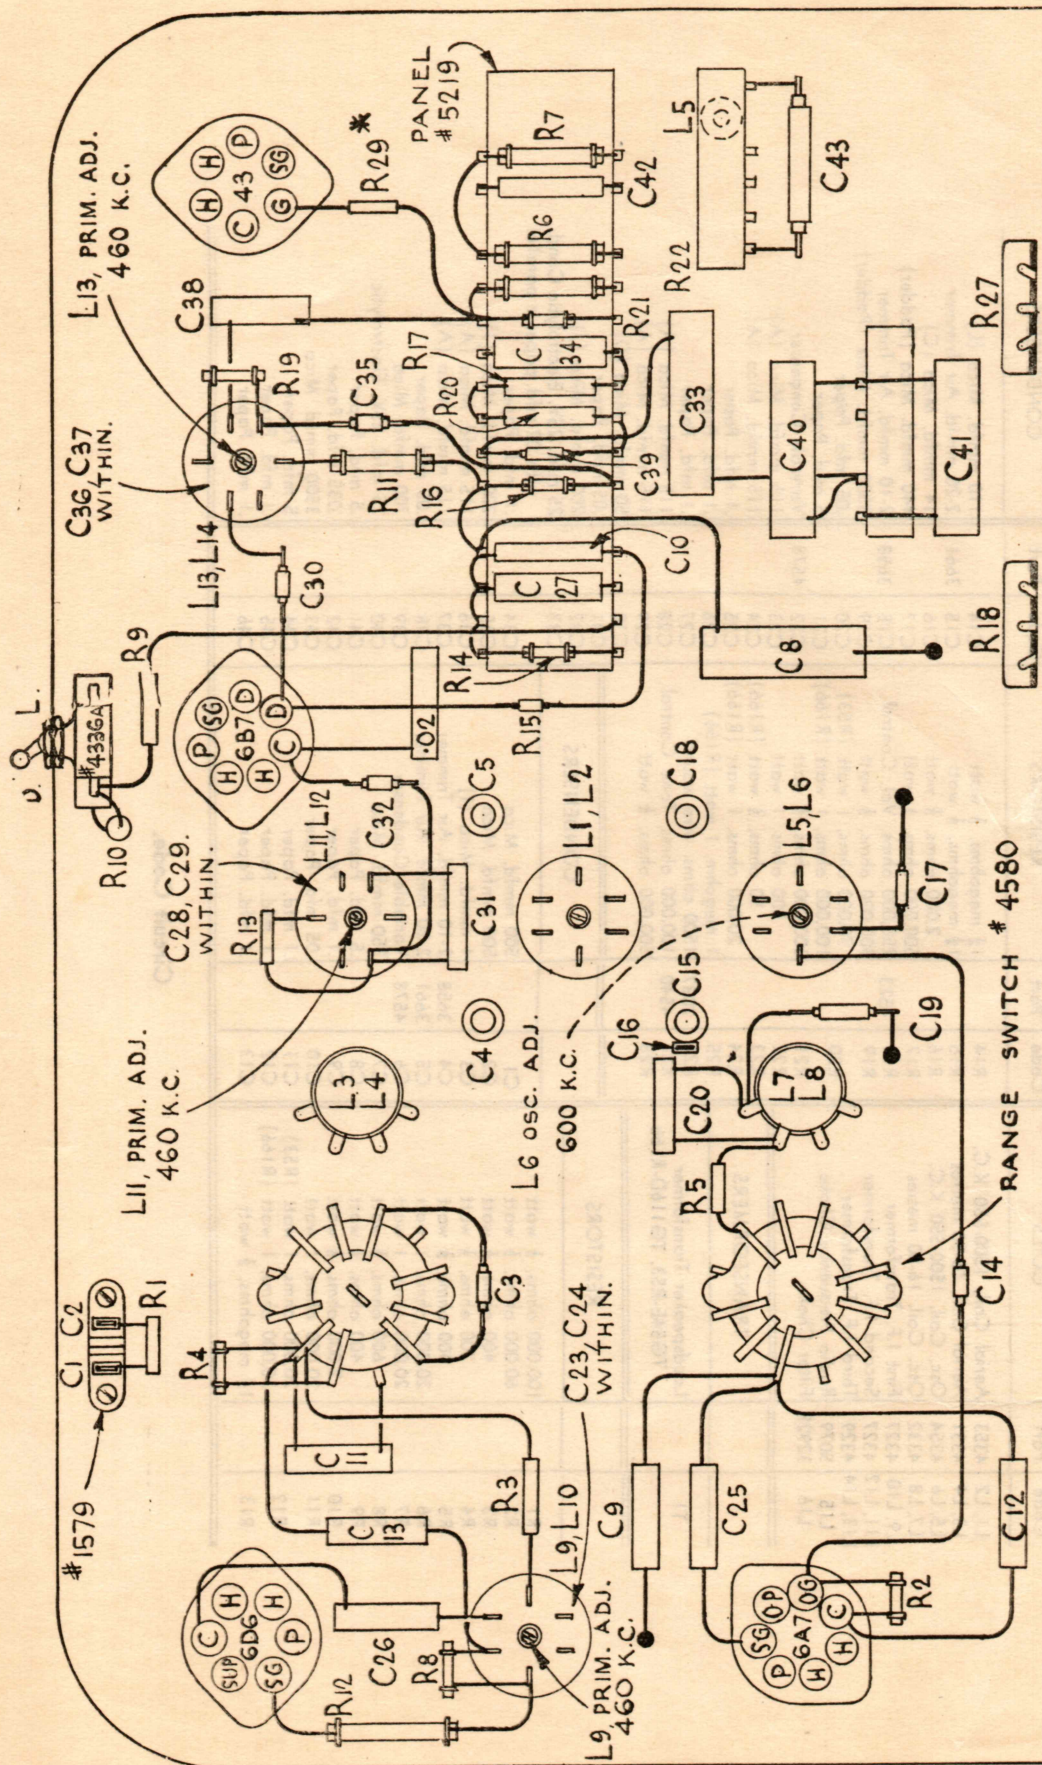 #1579
C1 C2
R1
SUP
C
H
6D6
H
P
SG
R12
C26
R8
C
13
C
11
R4
R3
C3
L9, L10
C23, C24
WITHIN.
L9, PRIM. ADJ.
460 K.C.
L11, PRIM. ADJ.
460 K.C.
L3
L4
C28, C29.
WITHIN.
R13
L11, L12
C31
C32
C4
C5
R10
#4336A
D.
L.
R9
P
SG
H
6B7
D
H
C
D
.02
C30
R15
L13, L14
C36, C37
WITHIN.
L13, PRIM. ADJ.
460 K.C.
R19
C38
C35
R11
R16
H
H
C
43
P
G
SG
R29*
PANEL
#5219
R14
C
27
C10
C39
R20
R17
C
34
R21
R6
R22
C42
R7
C9
C25
SG
OP
P
6A7
OG
H
H
C
R2
C12
C14
R5
L7
L8
C20
C16
C15
C19
RANGE SWITCH #4580
L6 OSC. ADJ.
600 K.C.
L1, L2
L5, L6
C17
C18
C8
C33
C40
C41
L5
C43
R18
R27